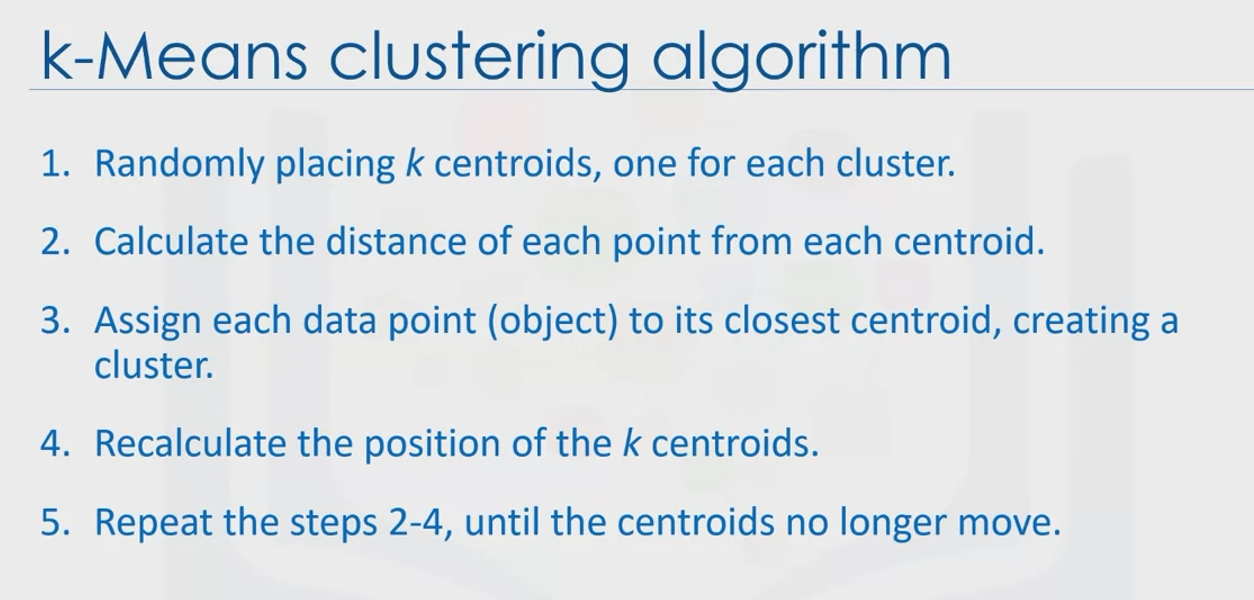 k-Means clustering algorithm
1. Randomly placing k centroids, one for each cluster.
2. Calculate the distance of each point from each centroid.
3. Assign each data point (object) to its closest centroid, creating a
cluster.
4. Recalculate the position of the k centroids.
5. Repeat the steps 2-4, until the centroids no longer move.